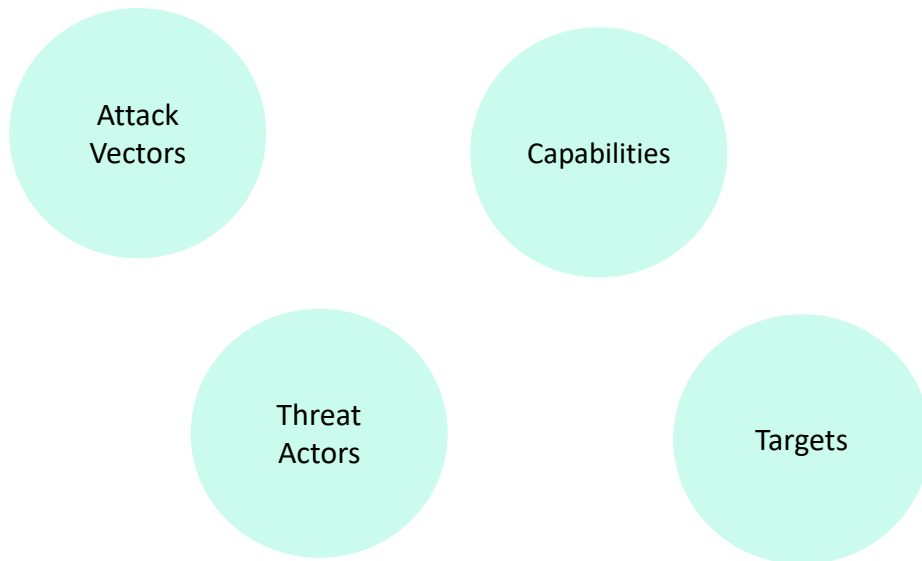 Attack
Vectors
Capabilities
Threat
Actors
Targets